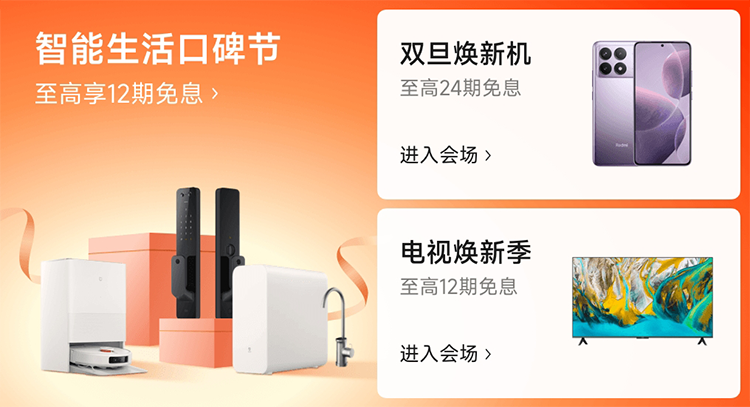 智能生活口碑节
至高享12期免息 ›
双旦焕新机
至高24期免息
进入会场 ›
Redmi
电视焕新季
至高12期免息
进入会场 ›